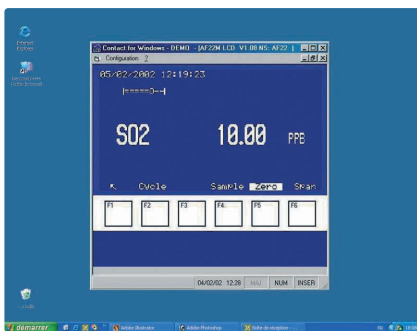 Internet
Explorer
Contact for Windows - DEMO - [AF22M LCD V1.08 NS: AF22 ]
Configuration ?
05/02/2002 12:19:23
SO2 10.00 PPB
Cycle Sample Zero Span
F1 F2 F3 F4 F5 F6
04/02/02 12:28 MAJ NUM INSER
démarrer Adobe Illustrator Adobe Photoshop Boîte de réception - ...